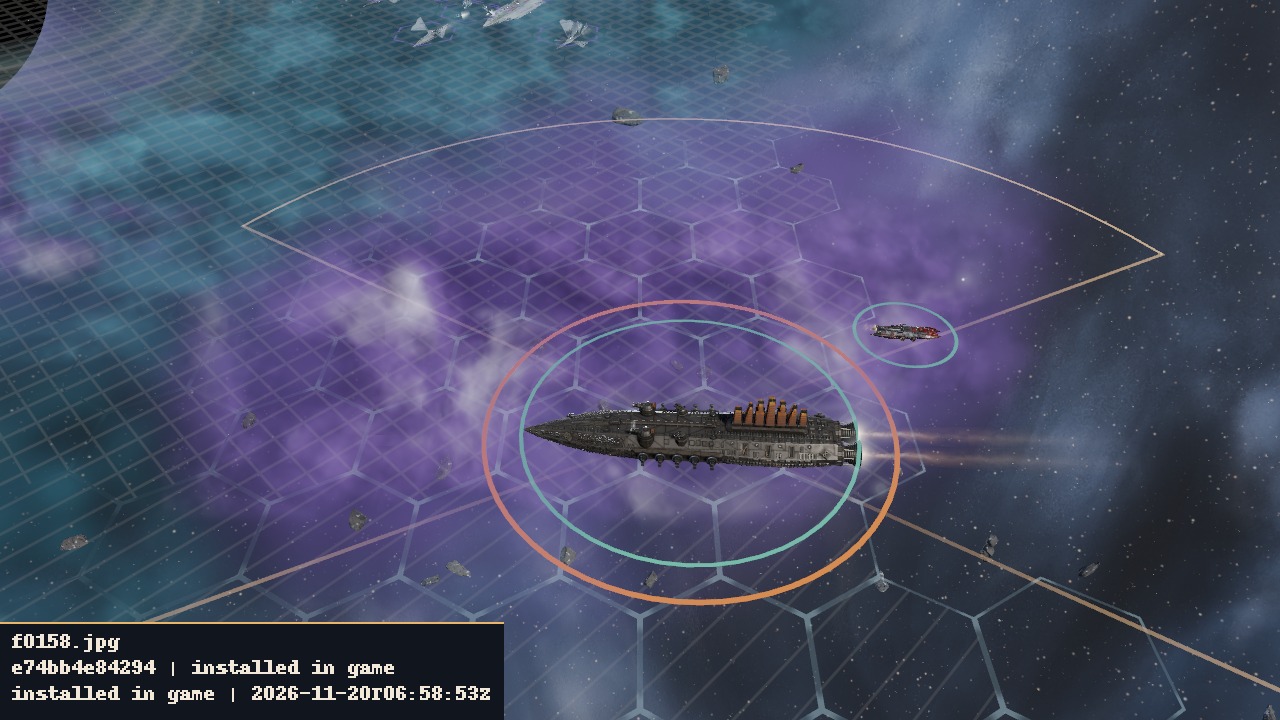 f0158.jpg
e74bb4e84294 | installed in game
installed in game | 2026-11-20T06:58:53Z